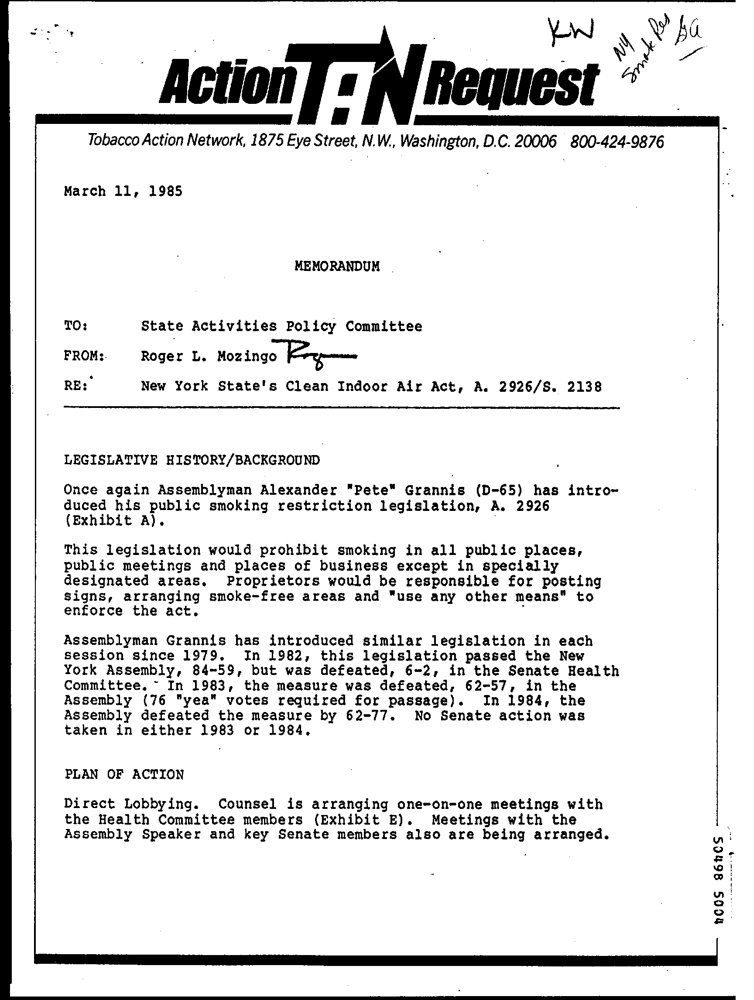 KW
NY
Smok Res
Action TAN Request
Tobacco Action Network, 1875 Eye Street, N.W., Washington, D.C. 20006 800-424-9876
March 11, 1985
MEMORANDUM
TO: State Activities Policy Committee
FROM: Roger L. Mozingo
RE: New York State's Clean Indoor Air Act, A. 2926/S. 2138
LEGISLATIVE HISTORY/BACKGROUND
Once again Assemblyman Alexander "Pete" Grannis (D-65) has intro-
duced his public smoking restriction legislation, A. 2926
(Exhibit A).
This legislation would prohibit smoking in all public places,
public meetings and places of business except in specially
designated areas. Proprietors would be responsible for posting
signs, arranging smoke-free areas and "use any other means" to
enforce the act.
Assemblyman Grannis has introduced similar legislation in each
session since 1979. In 1982, this legislation passed the New
York Assembly, 84-59, but was defeated, 6-2, in the Senate Health
Committee. In 1983, the measure was defeated, 62-57, in the
Assembly (76 "yea" votes required for passage). In 1984, the
Assembly defeated the measure by 62-77. No Senate action was
taken in either 1983 or 1984.
PLAN OF ACTION
Direct Lobbying. Counsel is arranging one-on-one meetings with
the Health Committee members (Exhibit E). Meetings with the
Assembly Speaker and key Senate members also are being arranged.
50498 5004